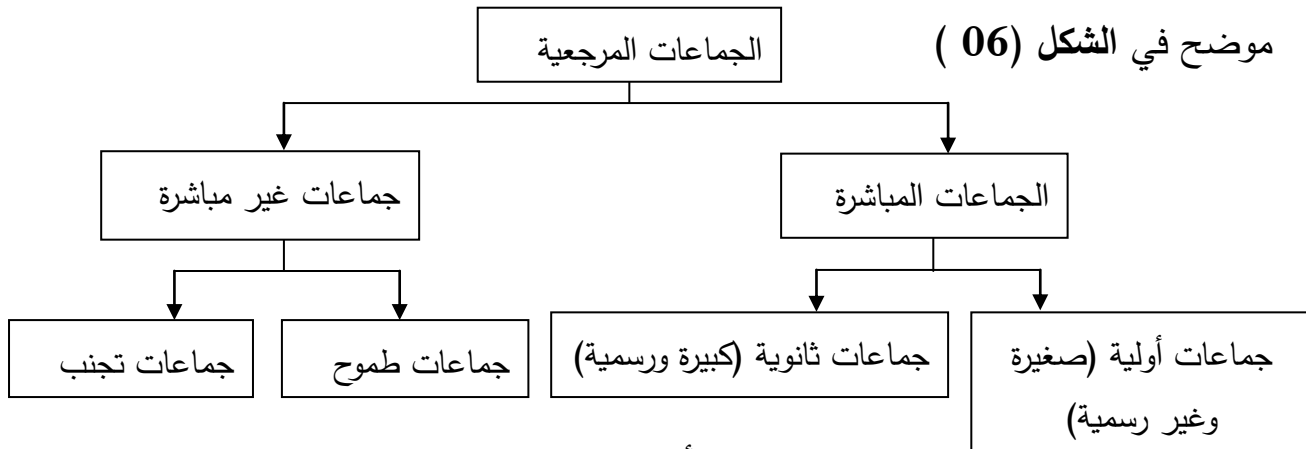 موضح في الشكل (06 )
الجماعات المرجعية
الجماعات المباشرة
جماعات غير مباشرة
جماعات أولية (صغيرة
وغير رسمية)
جماعات ثانوية (كبيرة ورسمية)
جماعات طموح
جماعات تجنب